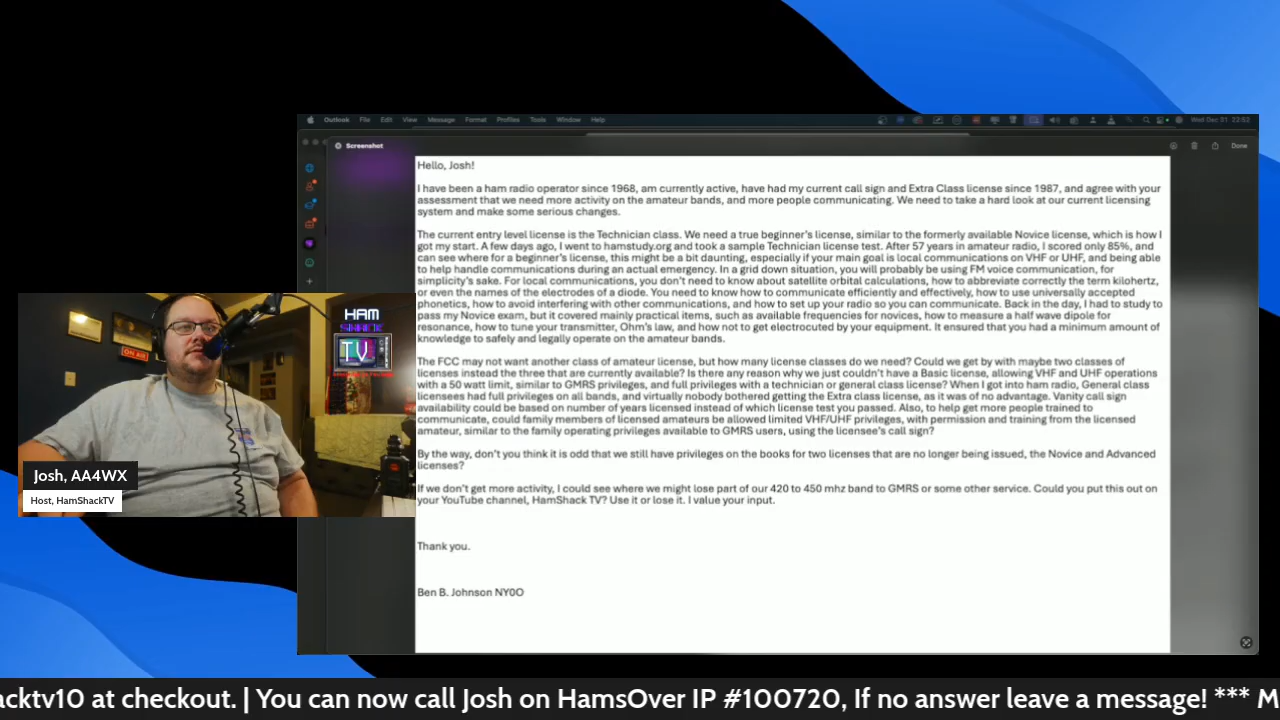 Outlook File Edit View Message Format Profiles Tools Window Help
Wed Dec 31 22:52
Screenshot
Done
Hello, Josh!
I have been a ham radio operator since 1968, am currently active, have had my current call sign and Extra Class license since 1987, and agree with your
assessment that we need more activity on the amateur bands, and more people communicating. We need to take a hard look at our current licensing
system and make some serious changes.
The current entry level license is the Technician class. We need a true beginner's license, similar to the formerly available Novice license, which is how I
got my start. A few days ago, I went to hamstudy.org and took a sample Technician license test. After 57 years in amateur radio, I scored only 85%, and
can see where for a beginner's license, this might be a bit daunting, especially if your main goal is local communications on VHF or UHF, and being able
to help handle communications during an actual emergency. In a grid down situation, you will probably be using FM voice communication, for
simplicity's sake. For local communications, you don't need to know about satellite orbital calculations, how to abbreviate correctly the term kilohertz,
or even the names of the electrodes of a diode. You need to know how to communicate efficiently and effectively, how to use universally accepted
phonetics, how to avoid interfering with other communications, and how to set up your radio so you can communicate. Back in the day, I had to study to
pass my Novice exam, but it covered mainly practical items, such as available frequencies for novices, how to measure a half wave dipole for
resonance, how to tune your transmitter, Ohm's law, and how not to get electrocuted by your equipment. It ensured that you had a minimum amount of
knowledge to safely and legally operate on the amateur bands.
The FCC may not want another class of amateur license, but how many license classes do we need? Could we get by with maybe two classes of
licenses instead the three that are currently available? Is there any reason why we just couldn't have a Basic license, allowing VHF and UHF operations
with a 50 watt limit, similar to GMRS privileges, and full privileges with a technician or general class license? When I got into ham radio, General class
licensees had full privileges on all bands, and virtually nobody bothered getting the Extra class license, as it was of no advantage. Vanity call sign
availability could be based on number of years licensed instead of which license test you passed. Also, to help get more people trained to
communicate, could family members of licensed amateurs be allowed limited VHF/UHF privileges, with permission and training from the licensed
amateur, similar to the family operating privileges available to GMRS users, using the licensee's call sign?
By the way, don't you think it is odd that we still have privileges on the books for two licenses that are no longer being issued, the Novice and Advanced
licenses?
If we don't get more activity, I could see where we might lose part of our 420 to 450 mhz band to GMRS or some other service. Could you put this out on
your YouTube channel, HamShack TV? Use it or lose it. I value your input.
Thank you.
Ben B. Johnson NY0O
ON AIR
HAM
SHACK
TV
Josh, AA4WX
Host, HamShackTV
acktv10 at checkout. | You can now call Josh on HamsOver IP #100720, If no answer leave a message! *** M